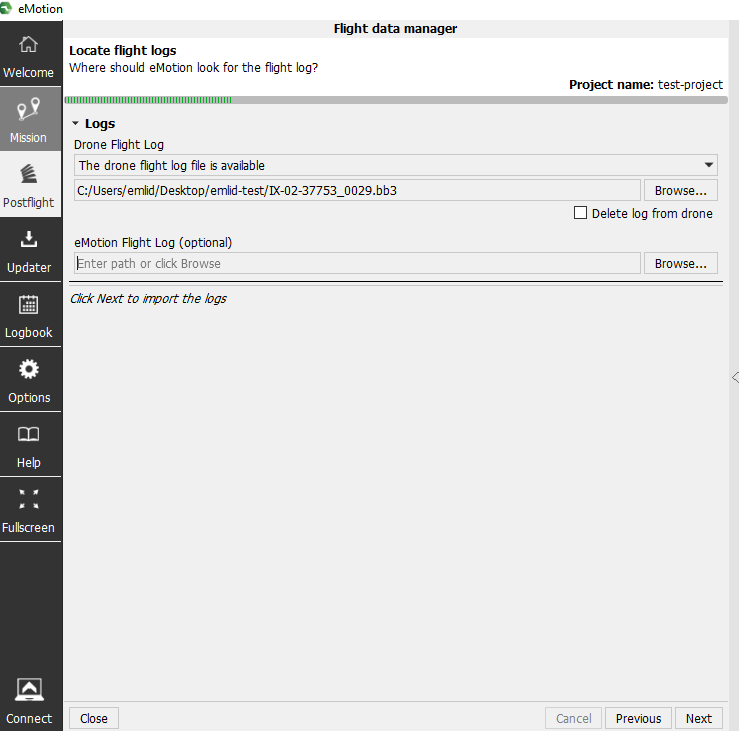 eMotion
Welcome
Mission
Postflight
Updater
Logbook
Options
Help
Fullscreen
Connect
Flight data manager
Locate flight logs
Where should eMotion look for the flight log?
Project name: test-project
Logs
Drone Flight Log
The drone flight log file is available
C:/Users/emlid/Desktop/emlid-test/IX-02-37753_0029.bb3
Browse...
Delete log from drone
eMotion Flight Log (optional)
Enter path or click Browse
Browse...
Click Next to import the logs
Close
Cancel
Previous
Next